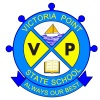 VICTORIA POINT
V P
STATE SCHOOL
ALWAYS OUR BEST